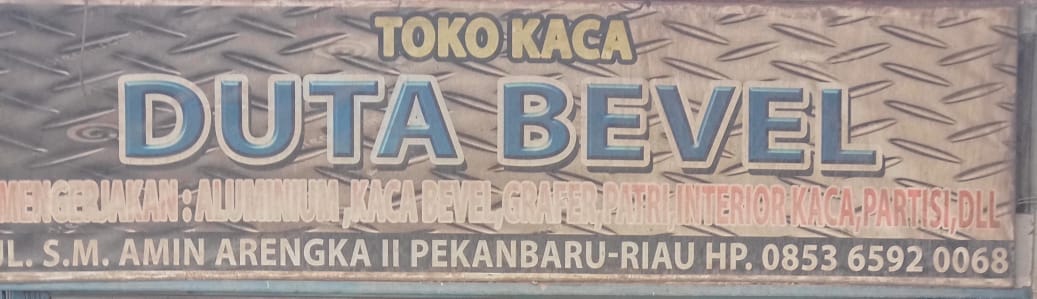 TOKO KACA
DUTA BEVEL
MENGERJAKAN : ALUMINIUM ,KACA BEVEL,GRAFER,PATRI,INTERIOR KACA,PARTISI,DLL
JL. S.M. AMIN ARENGKA II PEKANBARU-RIAU HP. 0853 6592 0068